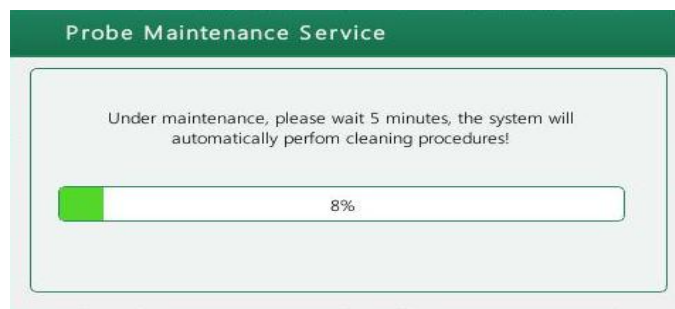 Probe Maintenance Service
Under maintenance, please wait 5 minutes, the system will
automatically perfom cleaning procedures!
8%